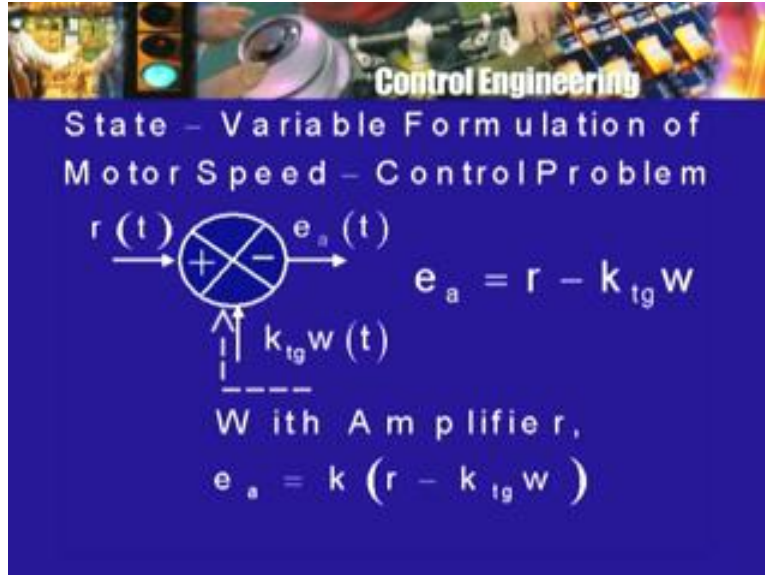 Control Engineering
State – Variable Formulation of
Motor Speed – Control Problem
r (t)
e_a (t)
+
−
e_a = r − k_tg w
k_tg w (t)
With Amplifier,
e_a = k (r − k_tg w )